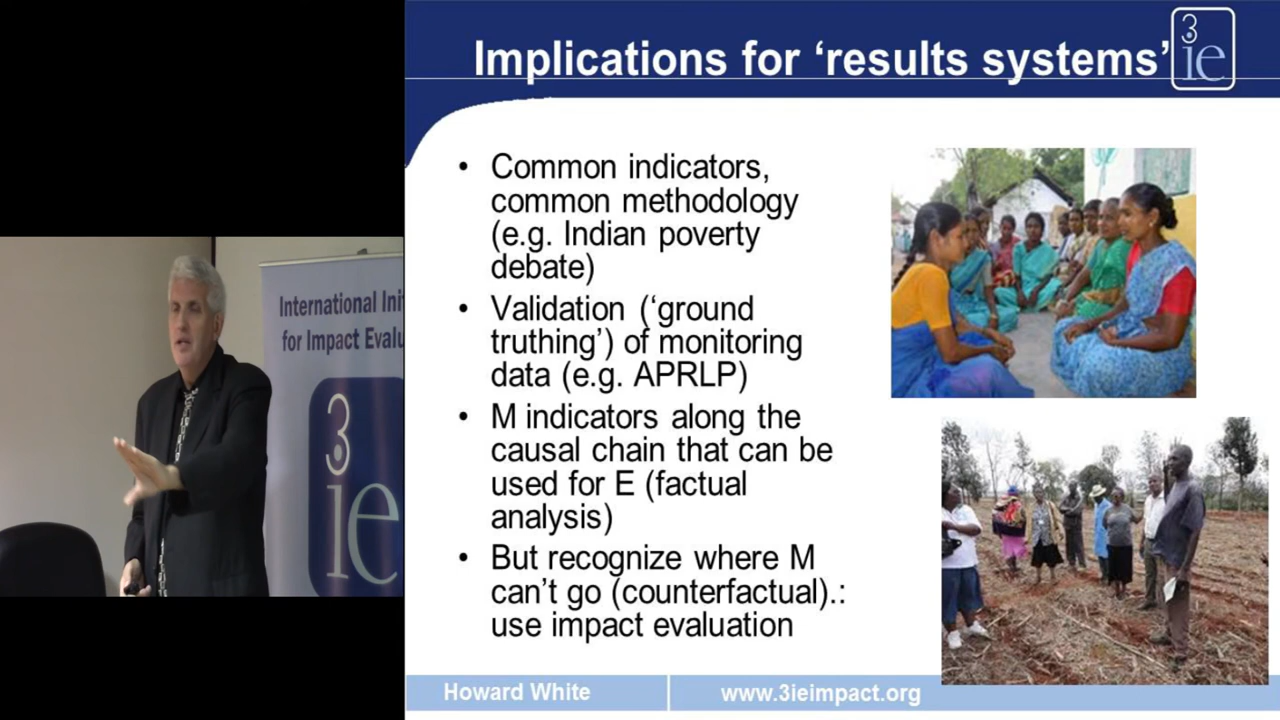 Implications for ‘results systems’
3
ie
• Common indicators,
common methodology
(e.g. Indian poverty
debate)
• Validation (‘ground
truthing’) of monitoring
data (e.g. APRLP)
• M indicators along the
causal chain that can be
used for E (factual
analysis)
• But recognize where M
can’t go (counterfactual).:
use impact evaluation
Howard White
www.3ieimpact.org
International Ini
for Impact Evalu
3
ie